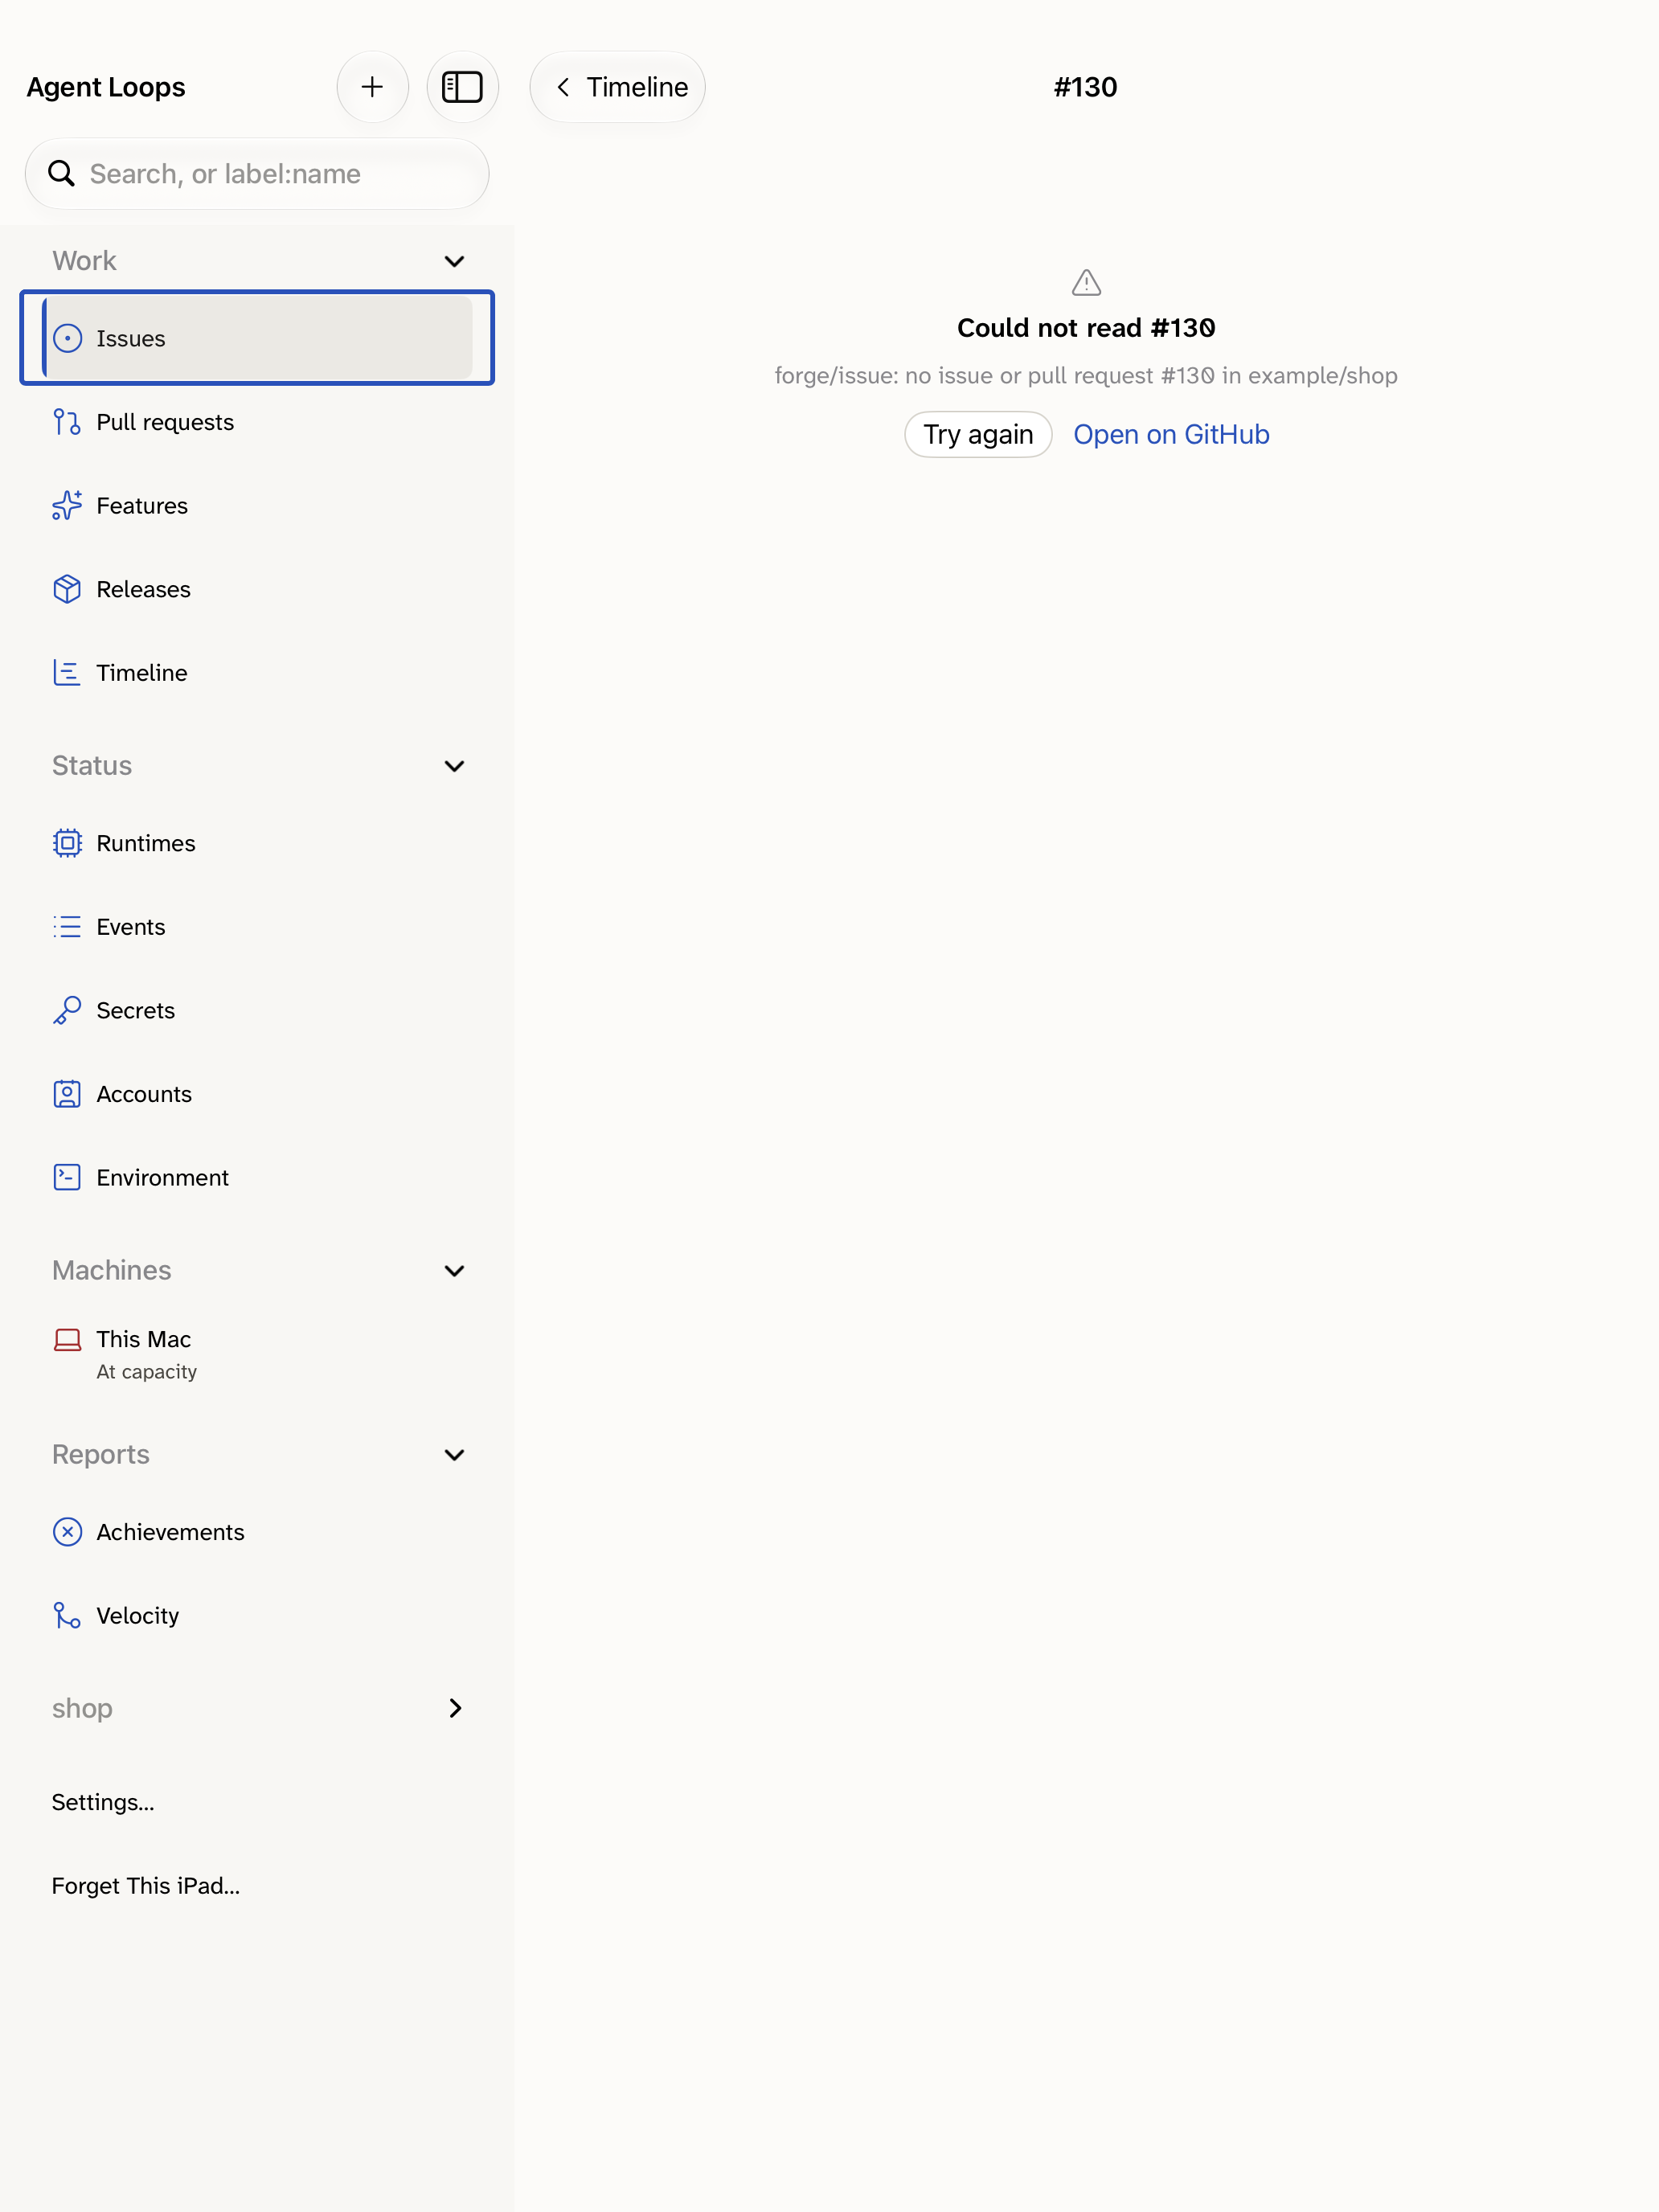 Agent Loops
Timeline
#130
Search, or label:name
Work
Issues
Pull requests
Features
Releases
Timeline
Status
Runtimes
Events
Secrets
Accounts
Environment
Machines
This Mac
At capacity
Reports
Achievements
Velocity
shop
Settings...
Forget This iPad...
Could not read #130
forge/issue: no issue or pull request #130 in example/shop
Try again
Open on GitHub